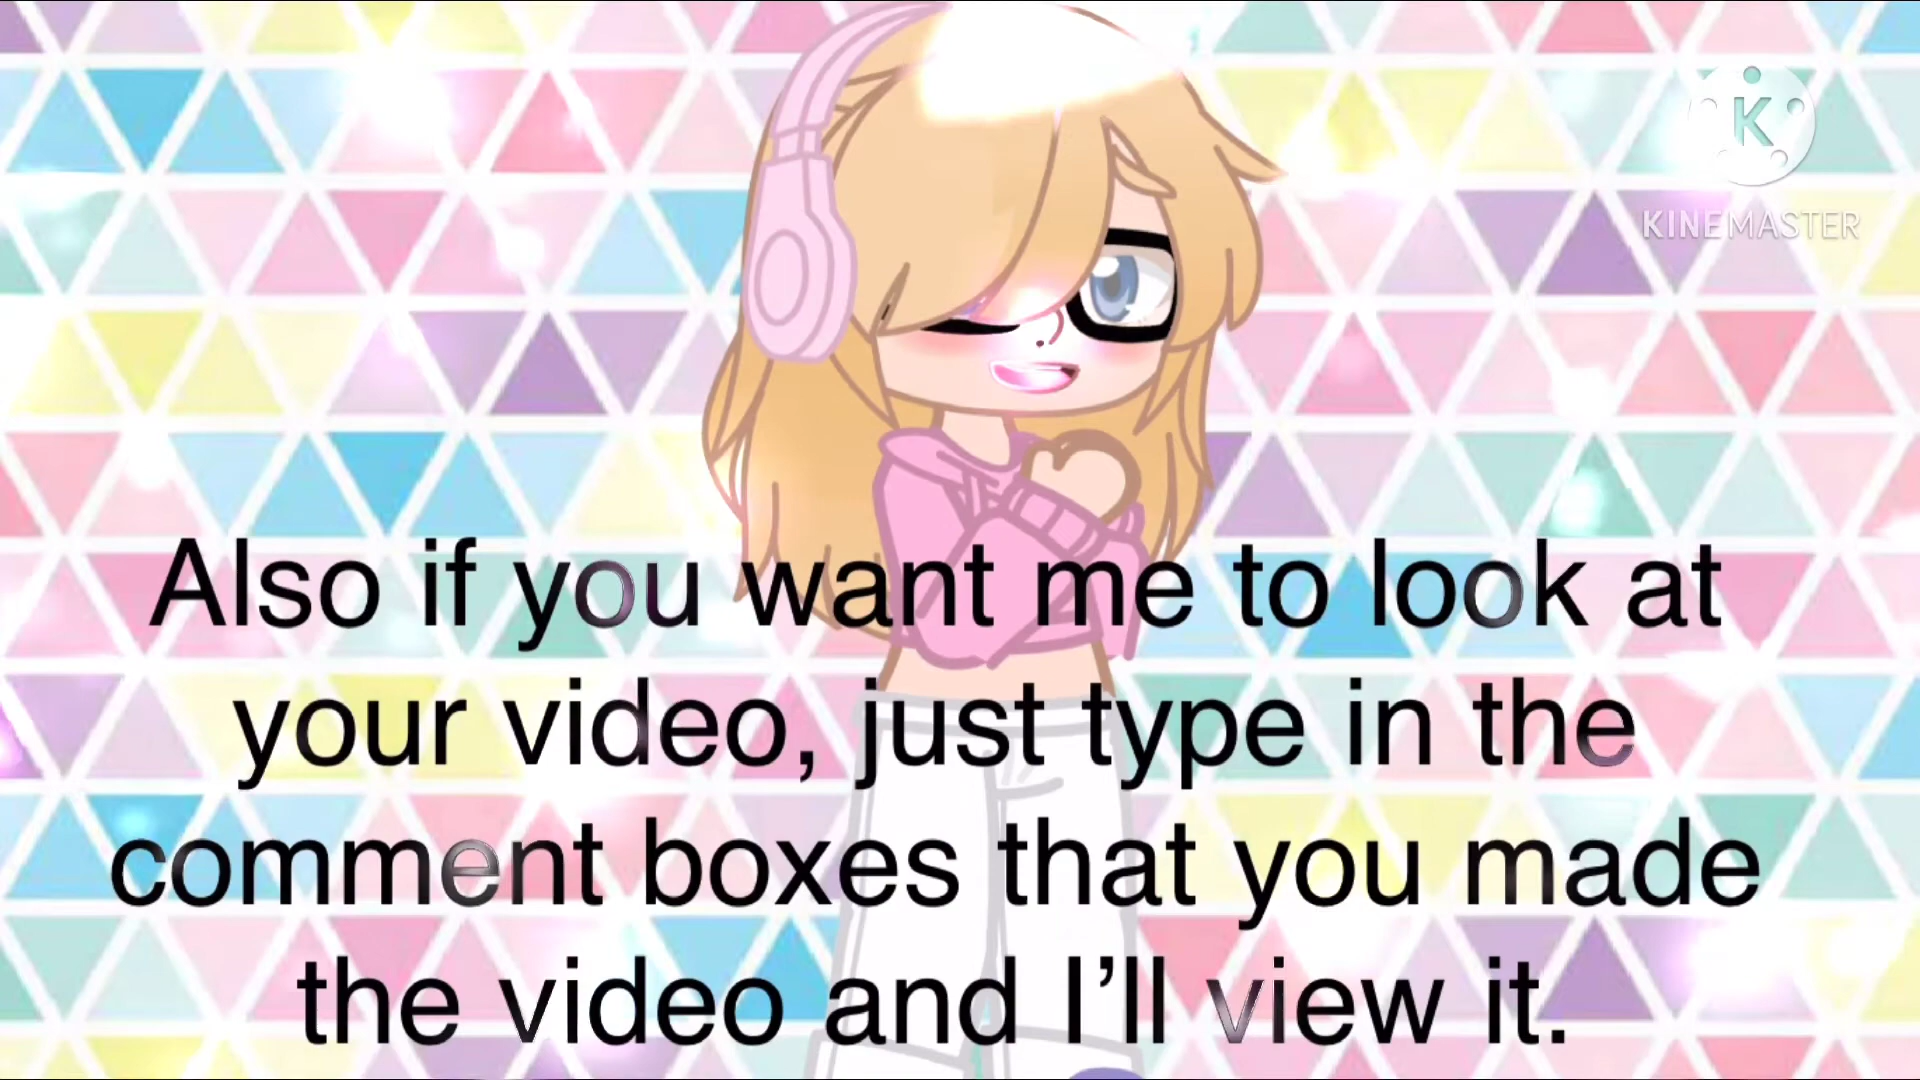 K
KINEMASTER
Also if you want me to look at
your video, just type in the
comment boxes that you made
the video and I’ll view it.